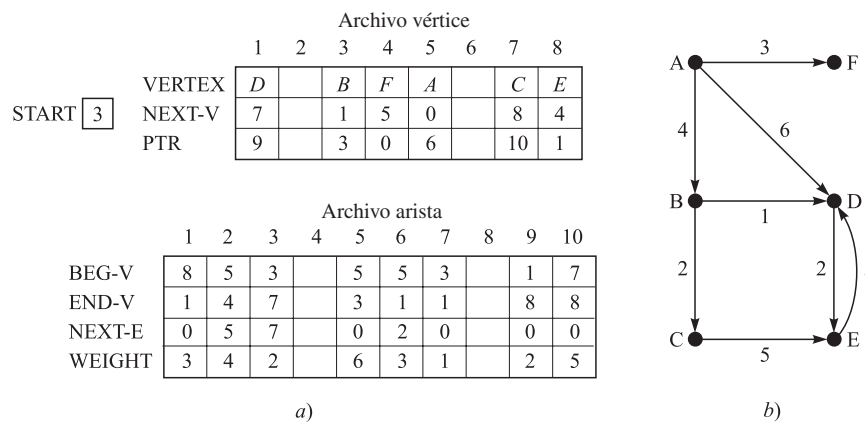 Archivo vértice
1 2 3 4 5 6 7 8
VERTEX D B F A C E
START 3 NEXT-V 7 1 5 0 8 4
PTR 9 3 0 6 10 1
Archivo arista
1 2 3 4 5 6 7 8 9 10
BEG-V 8 5 3 5 5 3 1 7
END-V 1 4 7 3 1 1 8 8
NEXT-E 0 5 7 0 2 0 0 0
WEIGHT 3 4 2 6 3 1 2 5
a)
A 3 F
4 6
B 1 D
2 2
C 5 E
b)